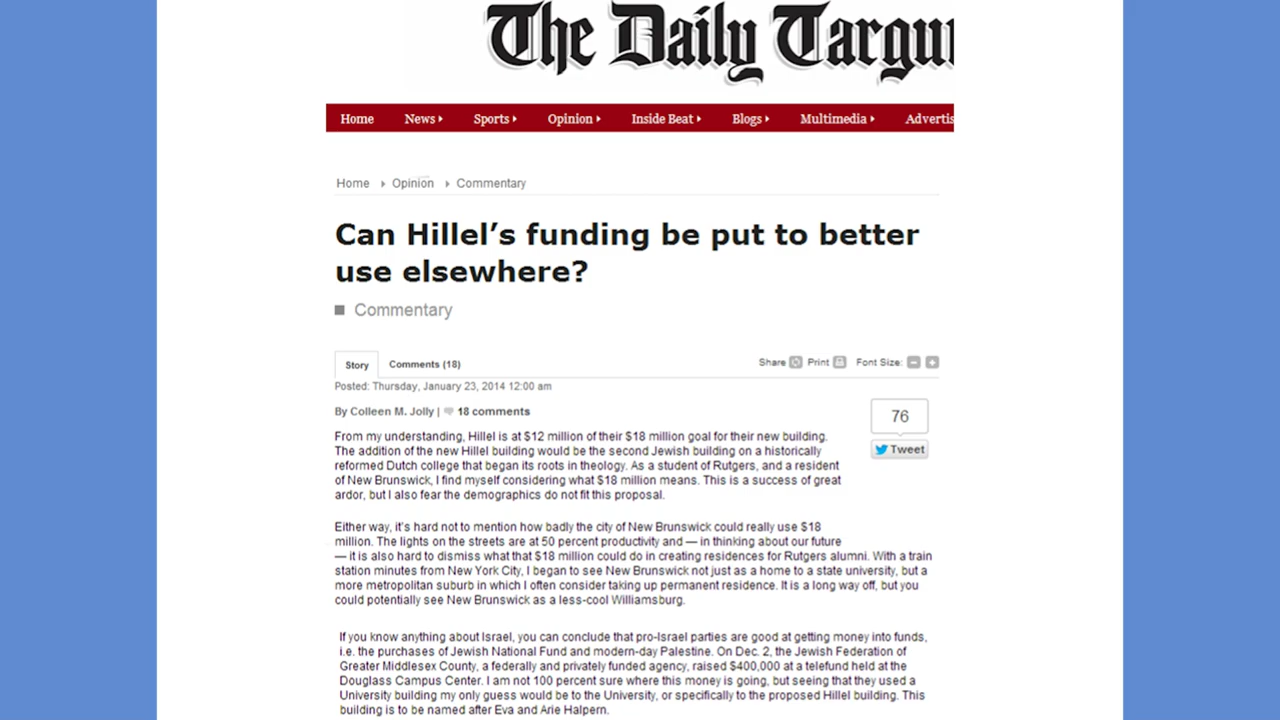 The Daily Targu
Home News Sports Opinion Inside Beat Blogs Multimedia Advertis
Home Opinion Commentary
Can Hillel's funding be put to better
use elsewhere?
Commentary
Story Comments (18) Share Print Font Size:
Posted: Thursday, January 23, 2014 12:00 am
By Colleen M. Jolly | 18 comments
76
Tweet
From my understanding, Hillel is at $12 million of their $18 million goal for their new building.
The addition of the new Hillel building would be the second Jewish building on a historically
reformed Dutch college that began its roots in theology. As a student of Rutgers, and a resident
of New Brunswick, I find myself considering what $18 million means. This is a success of great
ardor, but I also fear the demographics do not fit this proposal.
Either way, it's hard not to mention how badly the city of New Brunswick could really use $18
million. The lights on the streets are at 50 percent productivity and — in thinking about our future
— it is also hard to dismiss what that $18 million could do in creating residences for Rutgers alumni. With a train
station minutes from New York City, I began to see New Brunswick not just as a home to a state university, but a
more metropolitan suburb in which I often consider taking up permanent residence. It is a long way off, but you
could potentially see New Brunswick as a less-cool Williamsburg.
If you know anything about Israel, you can conclude that pro-Israel parties are good at getting money into funds,
i.e. the purchases of Jewish National Fund and modern-day Palestine. On Dec. 2, the Jewish Federation of
Greater Middlesex County, a federally and privately funded agency, raised $400,000 at a telefund held at the
Douglass Campus Center. I am not 100 percent sure where this money is going, but seeing that they used a
University building my only guess would be to the University, or specifically to the proposed Hillel building. This
building is to be named after Eva and Arie Halpern.